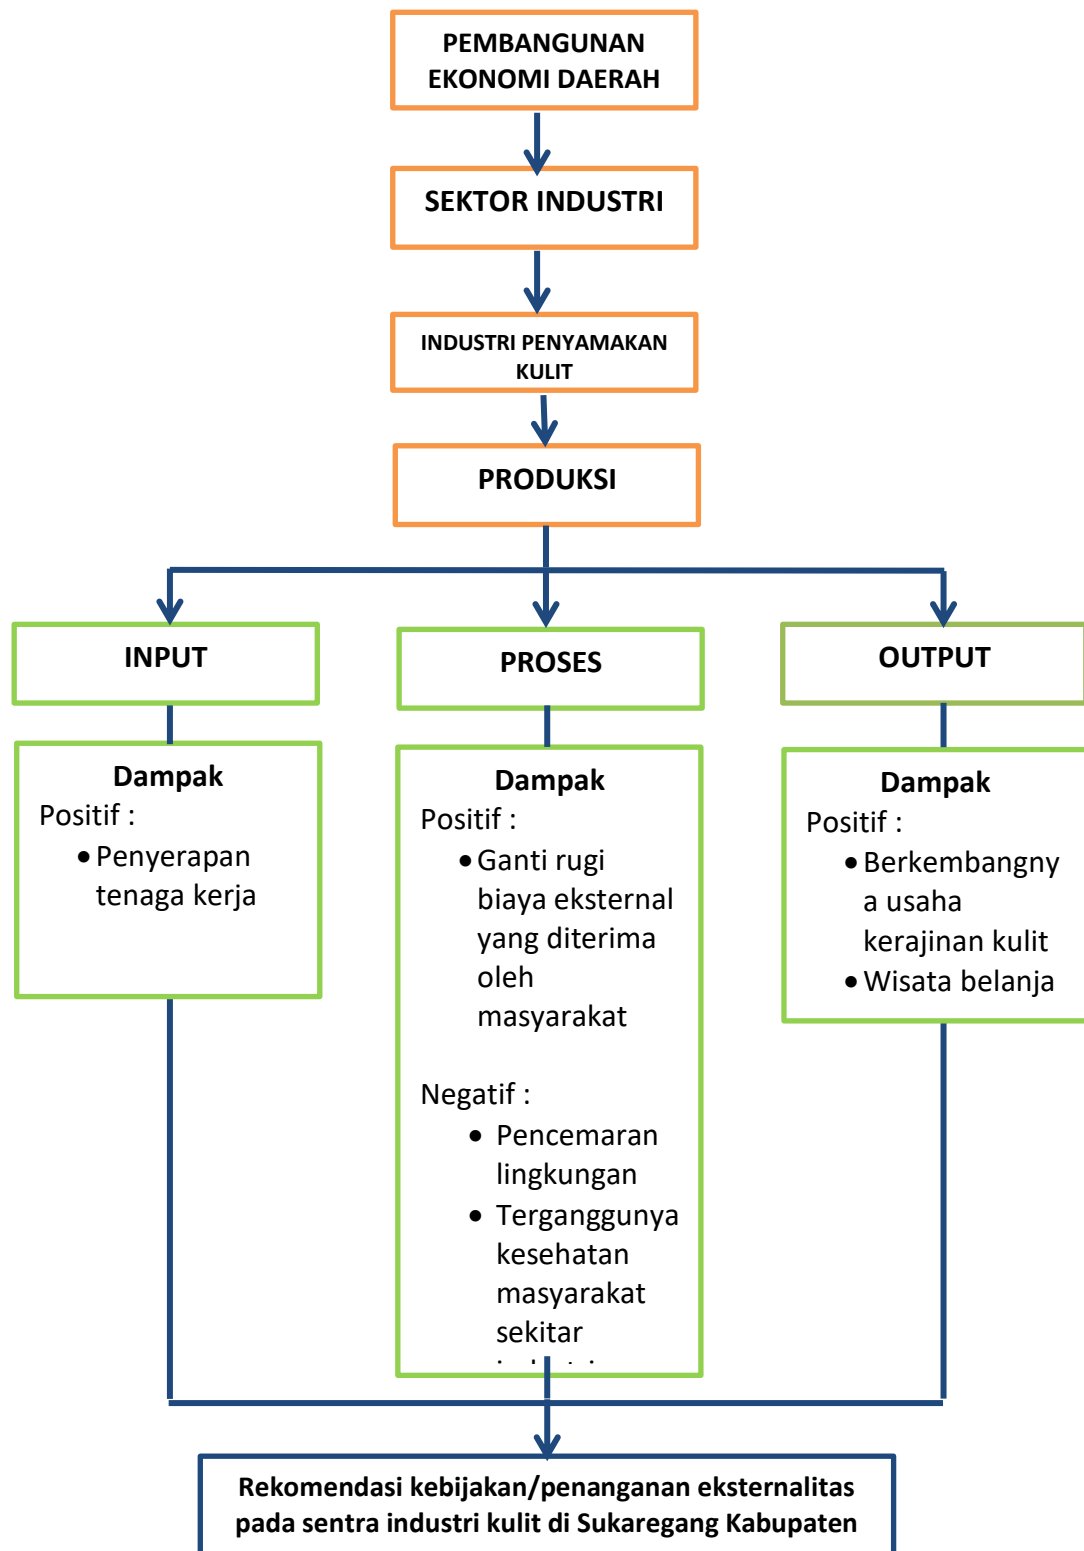 PEMBANGUNAN
EKONOMI DAERAH
SEKTOR INDUSTRI
INDUSTRI PENYAMAKAN
KULIT
PRODUKSI
INPUT
PROSES
OUTPUT
Dampak
Positif :
• Penyerapan
tenaga kerja
Dampak
Positif :
• Ganti rugi
biaya eksternal
yang diterima
oleh
masyarakat
Negatif :
• Pencemaran
lingkungan
• Terganggunya
kesehatan
masyarakat
sekitar
Dampak
Positif :
• Berkembangny
a usaha
kerajinan kulit
• Wisata belanja
Rekomendasi kebijakan/penanganan eksternalitas
pada sentra industri kulit di Sukaregang Kabupaten